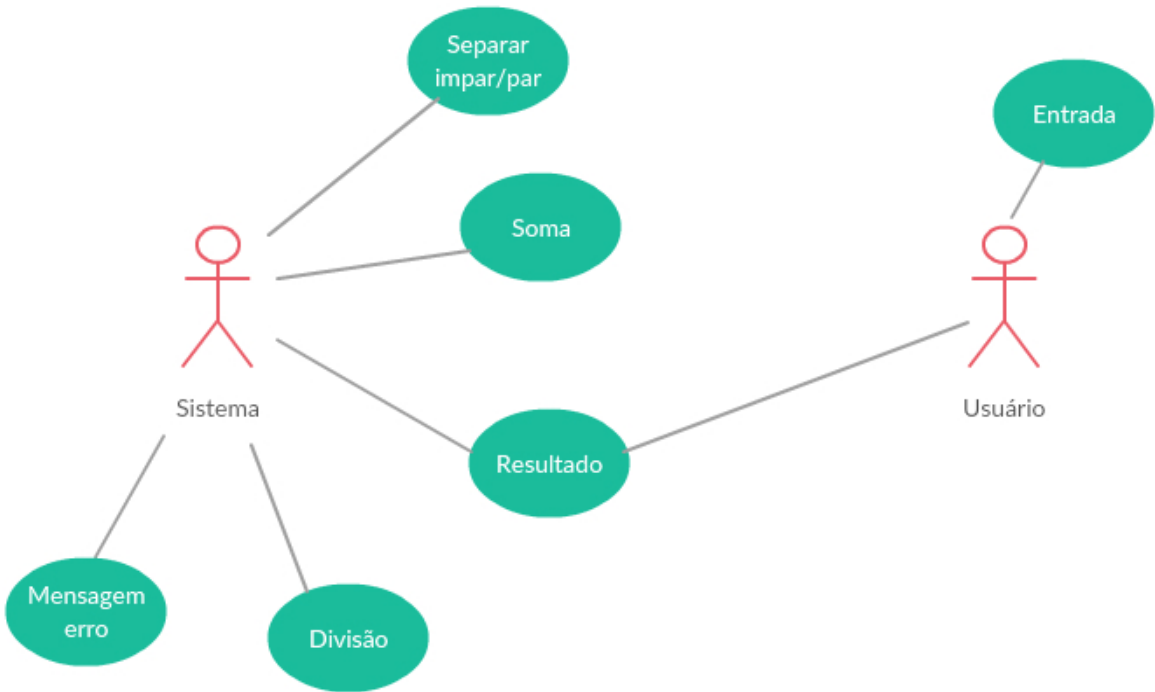 Separar
impar/par
Entrada
Soma
Sistema
Usuário
Resultado
Mensagem
erro
Divisão